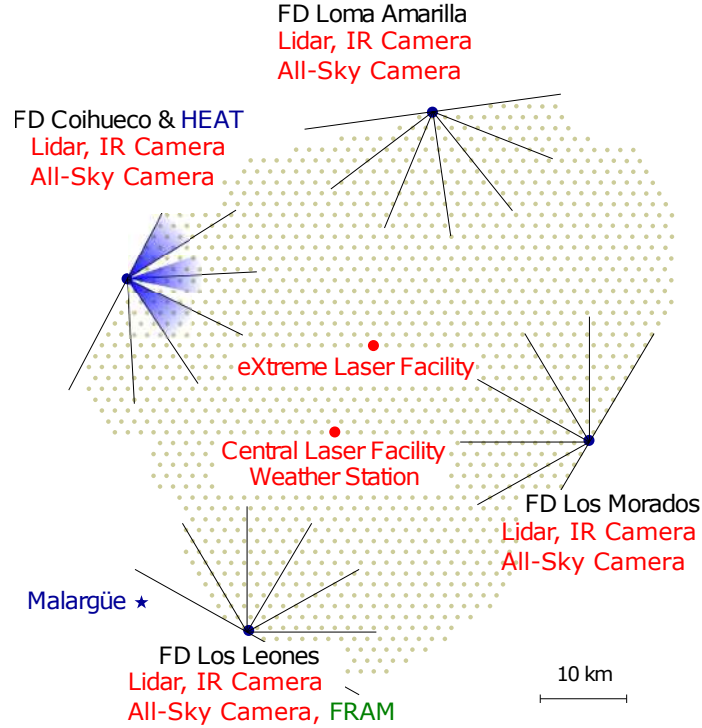 FD Loma Amarilla
Lidar, IR Camera
All-Sky Camera
FD Coihueco & HEAT
Lidar, IR Camera
All-Sky Camera
eXtreme Laser Facility
Central Laser Facility
Weather Station
FD Los Morados
Lidar, IR Camera
All-Sky Camera
Malargüe
FD Los Leones
Lidar, IR Camera
All-Sky Camera, FRAM
10 km